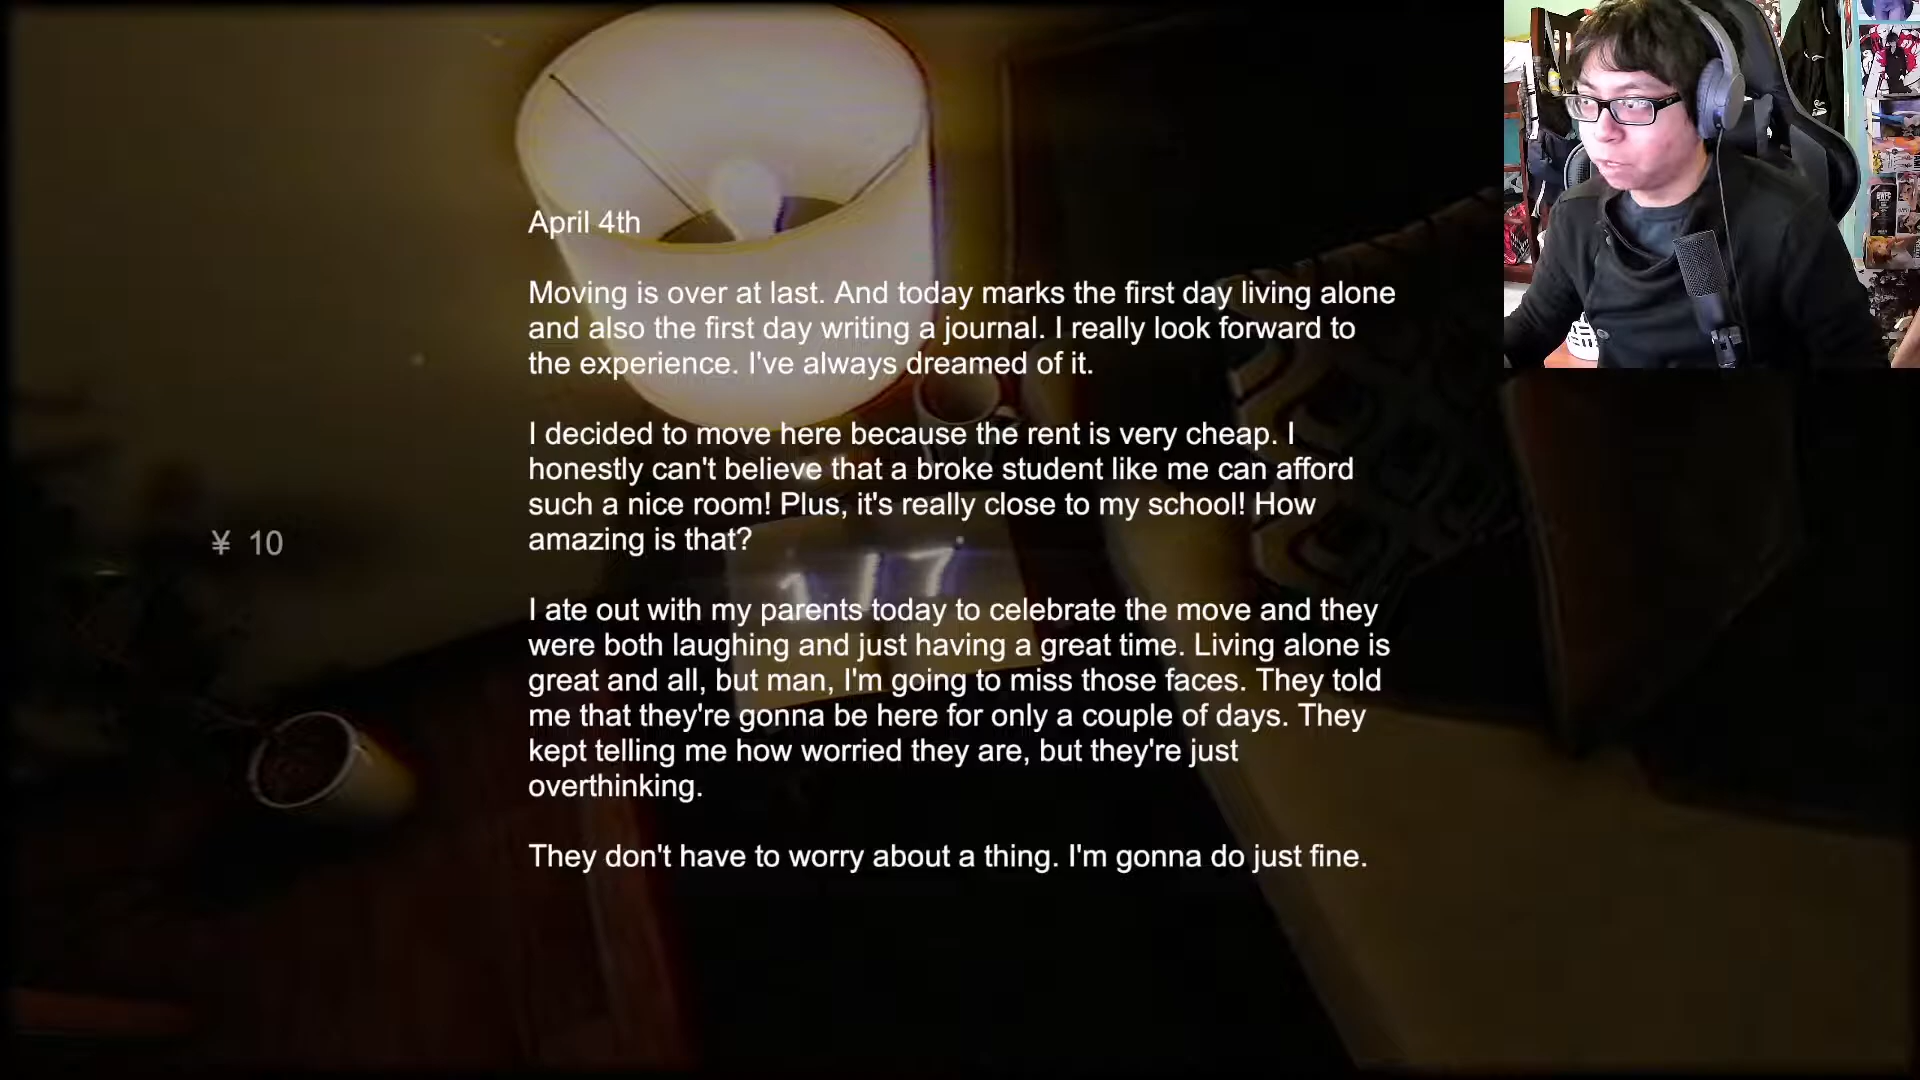 April 4th
Moving is over at last. And today marks the first day living alone
and also the first day writing a journal. I really look forward to
the experience. I've always dreamed of it.
I decided to move here because the rent is very cheap. I
honestly can't believe that a broke student like me can afford
such a nice room! Plus, it's really close to my school! How
amazing is that?
¥ 10
1/7
I ate out with my parents today to celebrate the move and they
were both laughing and just having a great time. Living alone is
great and all, but man, I'm going to miss those faces. They told
me that they're gonna be here for only a couple of days. They
kept telling me how worried they are, but they're just
overthinking.
They don't have to worry about a thing. I'm gonna do just fine.